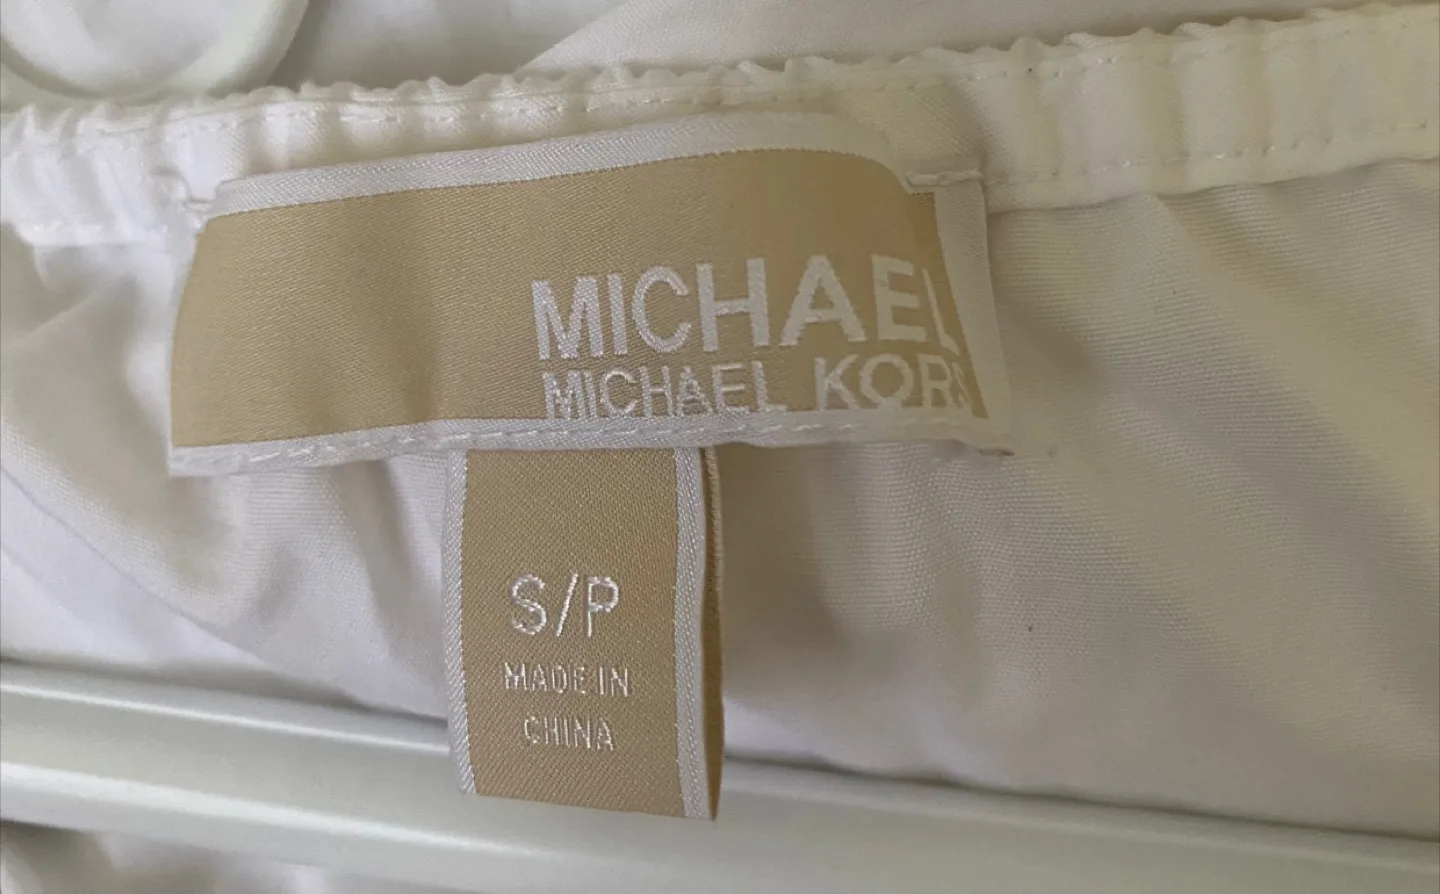 MICHAEL
MICHAEL KORS
S/P
MADE IN
CHINA